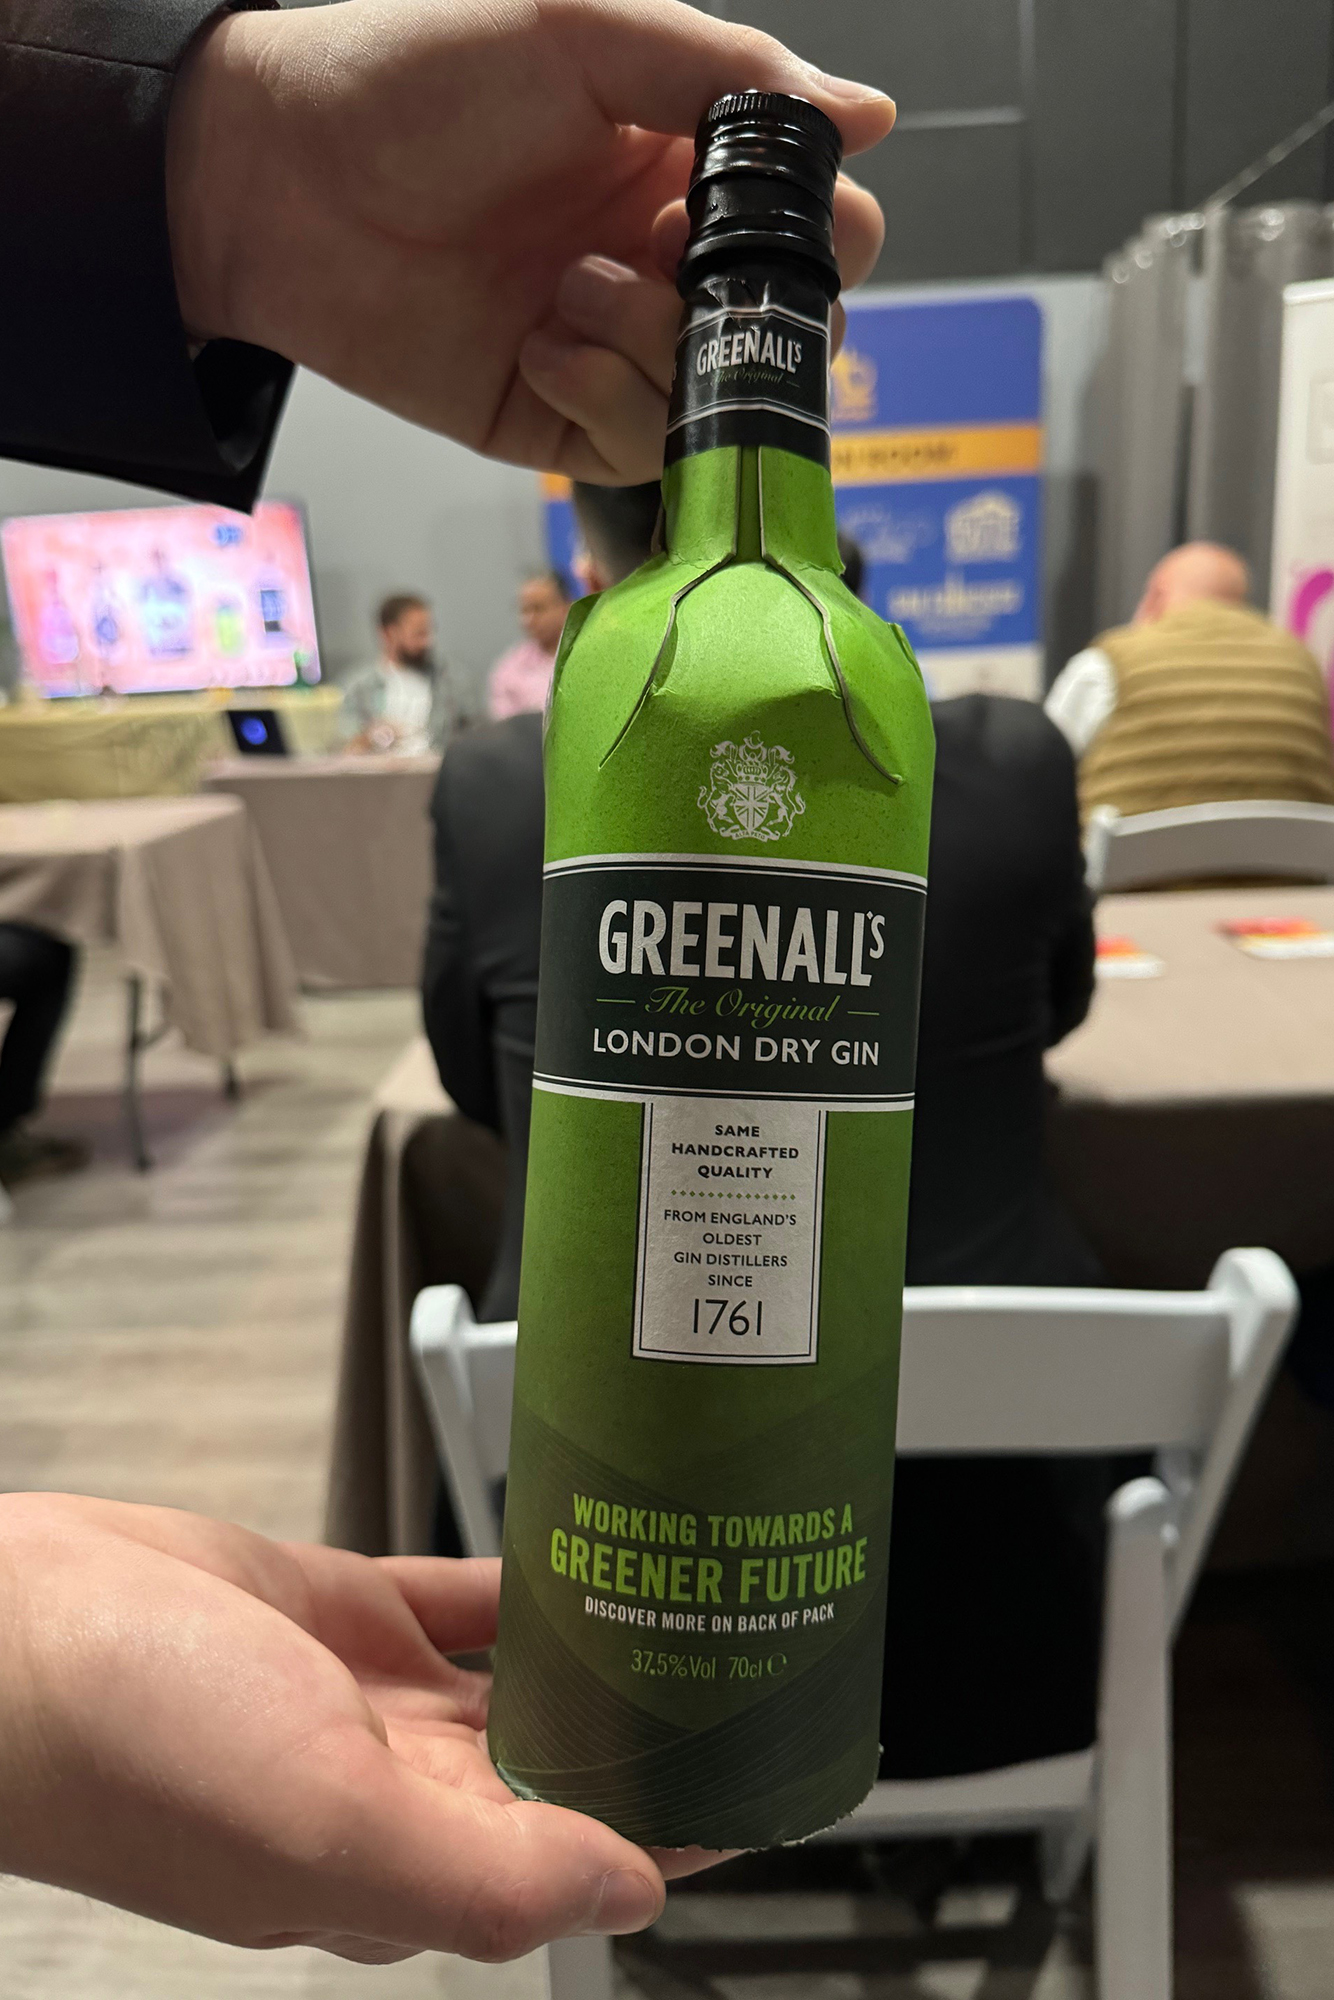 GREENALL'S
The Original
GREENALL'S
The Original
LONDON DRY GIN
SAME
HANDCRAFTED
QUALITY
FROM ENGLAND'S
OLDEST
GIN DISTILLERS
SINCE
1761
WORKING TOWARDS A
GREENER FUTURE
DISCOVER MORE ON BACK OF PACK
37.5%Vol 70cl ℮